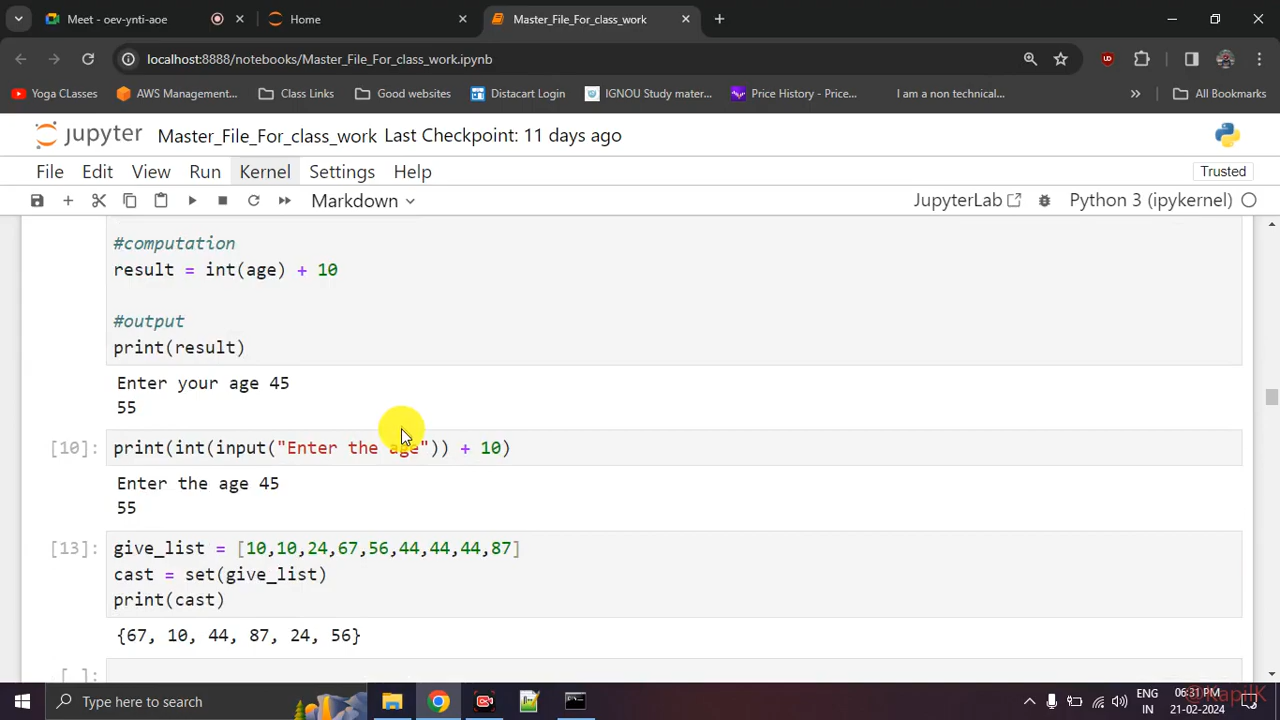 Meet - oev-ynti-aoe
Home
Master_File_For_class_work
localhost:8888/notebooks/Master_File_For_class_work.ipynb
Yoga CLasses
AWS Management...
Class Links
Good websites
Distacart Login
IGNOU Study mater...
Price History - Price...
I am a non technical...
All Bookmarks
jupyter Master_File_For_class_work Last Checkpoint: 11 days ago
File Edit View Run Kernel Settings Help
Trusted
Markdown
JupyterLab
Python 3 (ipykernel)
#computation
result = int(age) + 10
#output
print(result)
Enter your age 45
55
[10]: print(int(input("Enter the age")) + 10)
Enter the age 45
55
[13]: give_list = [10,10,24,67,56,44,44,44,87]
cast = set(give_list)
print(cast)
{67, 10, 44, 87, 24, 56}
[ ]:
Type here to search
ENG
IN
06:31 PM
21-02-2024
@KapilK